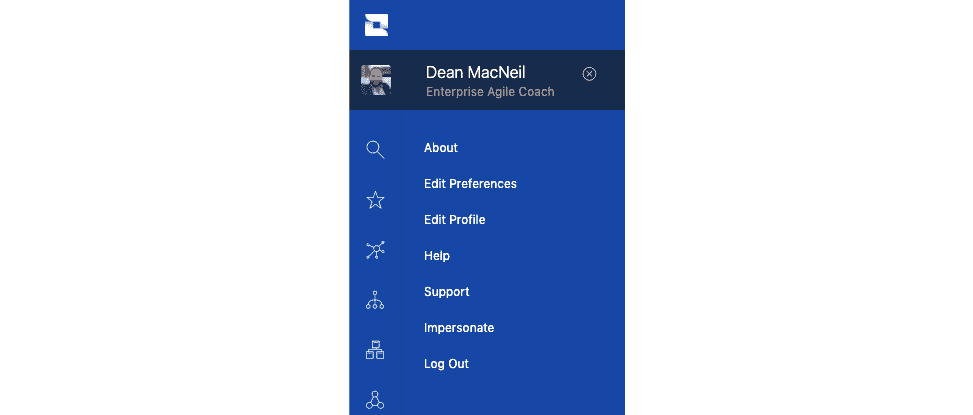 Dean MacNeil
Enterprise Agile Coach
About
Edit Preferences
Edit Profile
Help
Support
Impersonate
Log Out